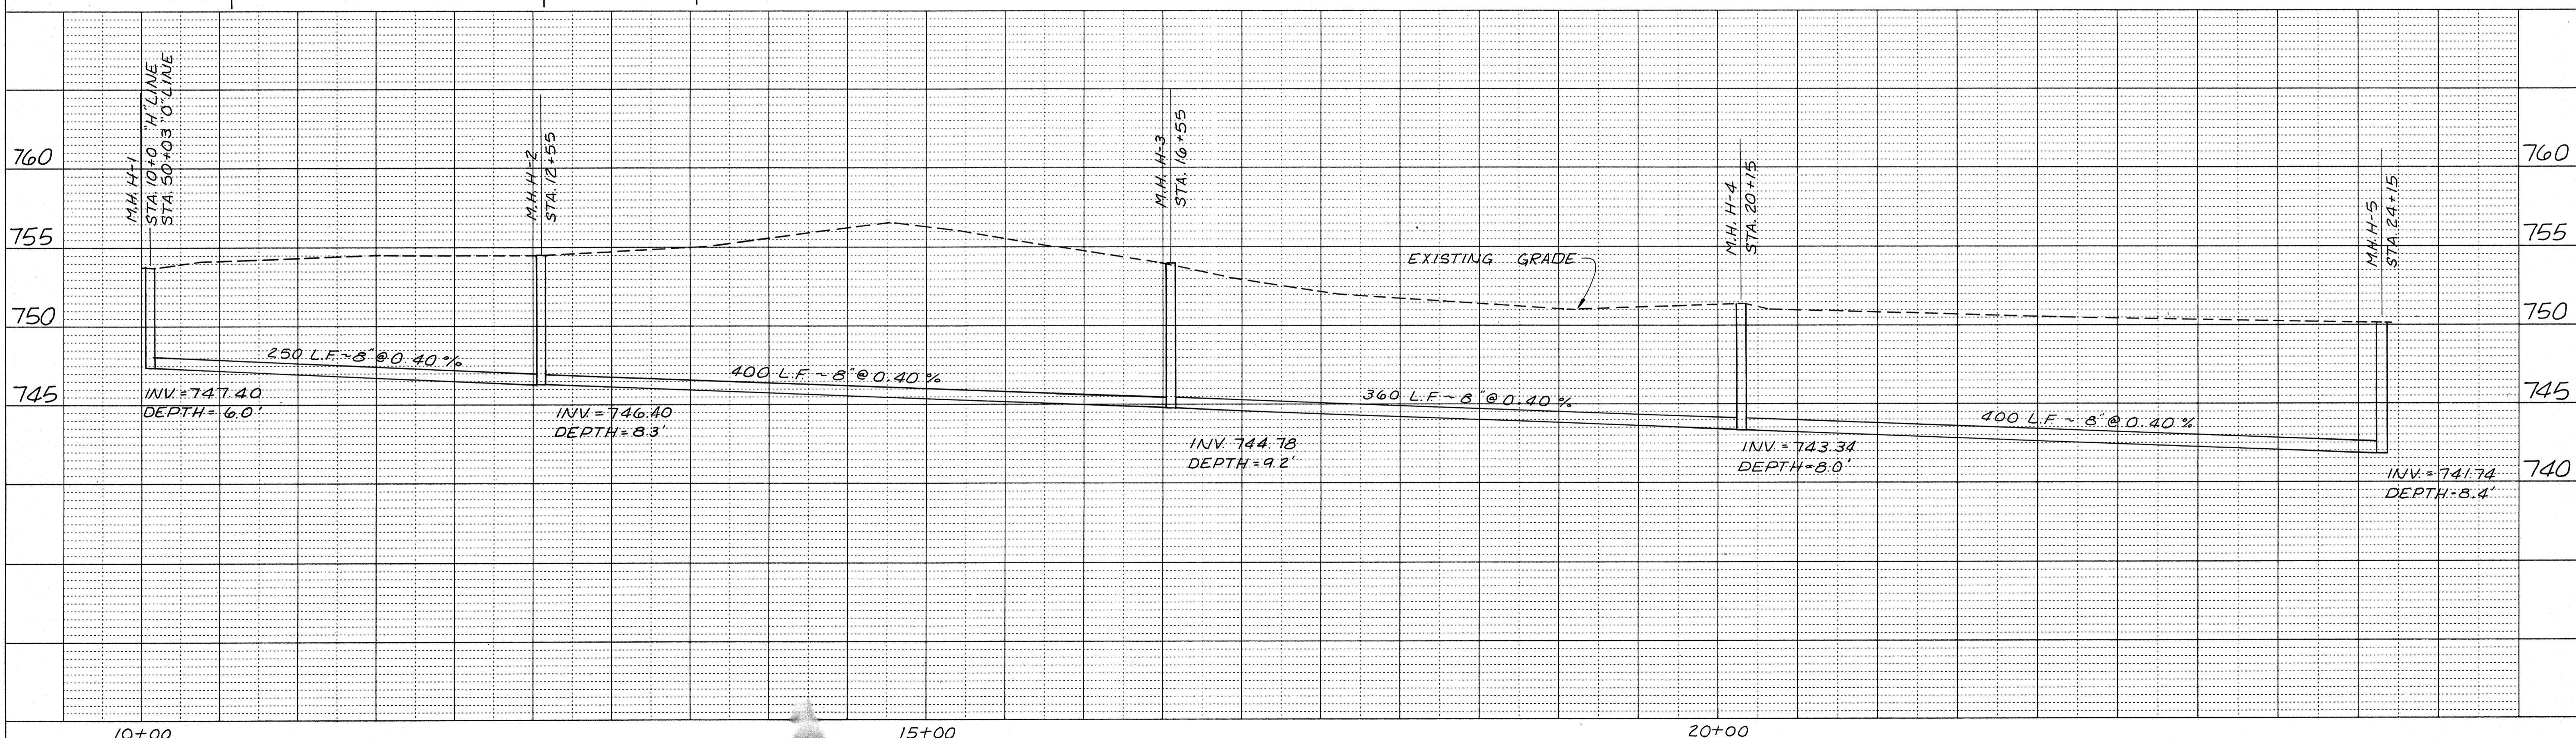 M.H. H-1
STA. 10+0 "H" LINE
STA. 50+03 "O" LINE
M.H. H-2
STA. 12+55
M.H. H-3
STA. 16+55
M.H. H-4
STA. 20+15
M.H. H-5
STA. 24+15
760
760
755
755
EXISTING GRADE
750
750
250 L.F. ~ 8" @ 0.40 %
400 L.F. ~ 8" @ 0.40 %
360 L.F. ~ 8" @ 0.40 %
400 L.F. ~ 8" @ 0.40 %
745
745
INV. = 747.40
DEPTH = 6.0'
INV. = 746.40
DEPTH = 8.3'
INV. 744.78
DEPTH = 9.2'
INV. = 743.34
DEPTH = 8.0'
INV. = 741.74
DEPTH = 8.4'
740
10+00
15+00
20+00